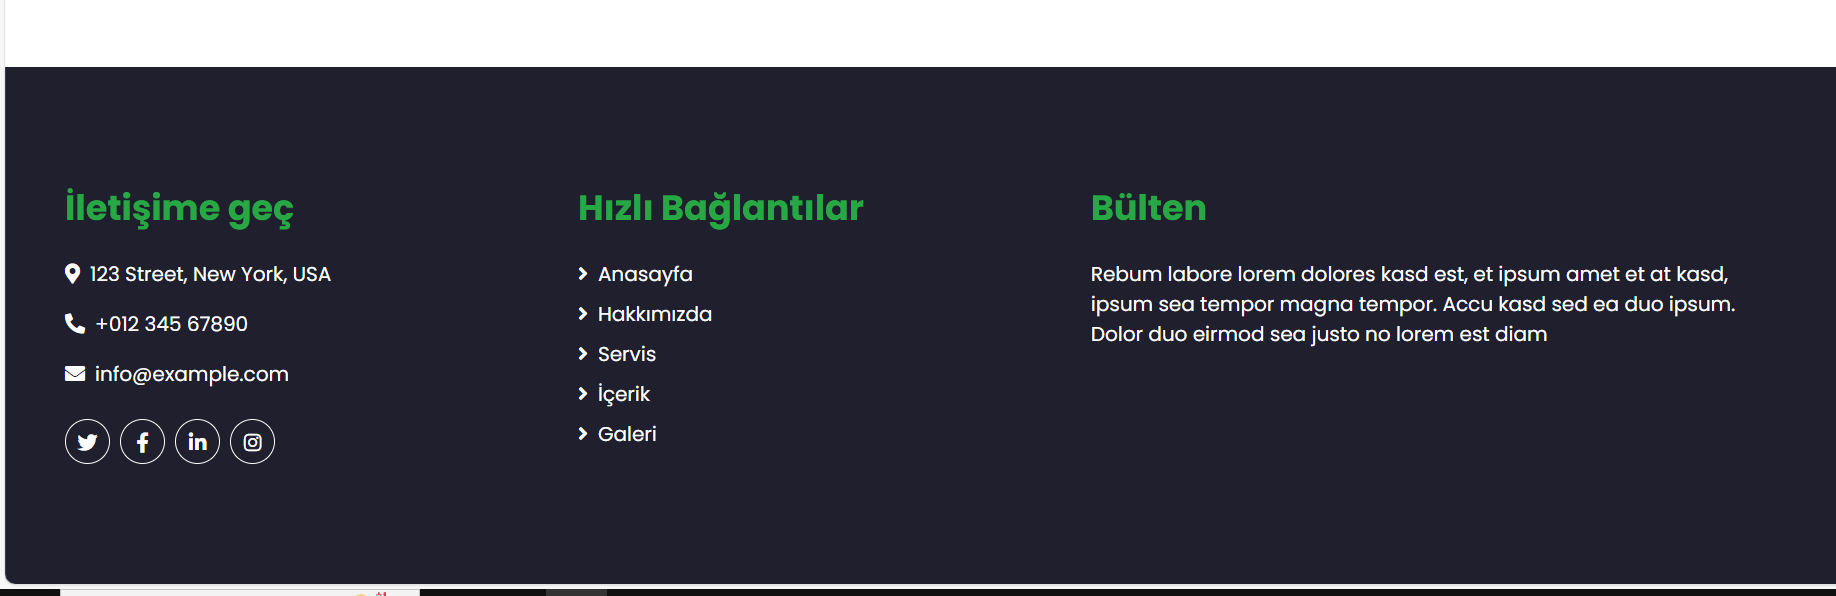 İletişime geç
123 Street, New York, USA
+012 345 67890
info@example.com
Hızlı Bağlantılar
Anasayfa
Hakkımızda
Servis
İçerik
Galeri
Bülten
Rebum labore lorem dolores kasd est, et ipsum amet et at kasd,
ipsum sea tempor magna tempor. Accu kasd sed ea duo ipsum.
Dolor duo eirmod sea justo no lorem est diam